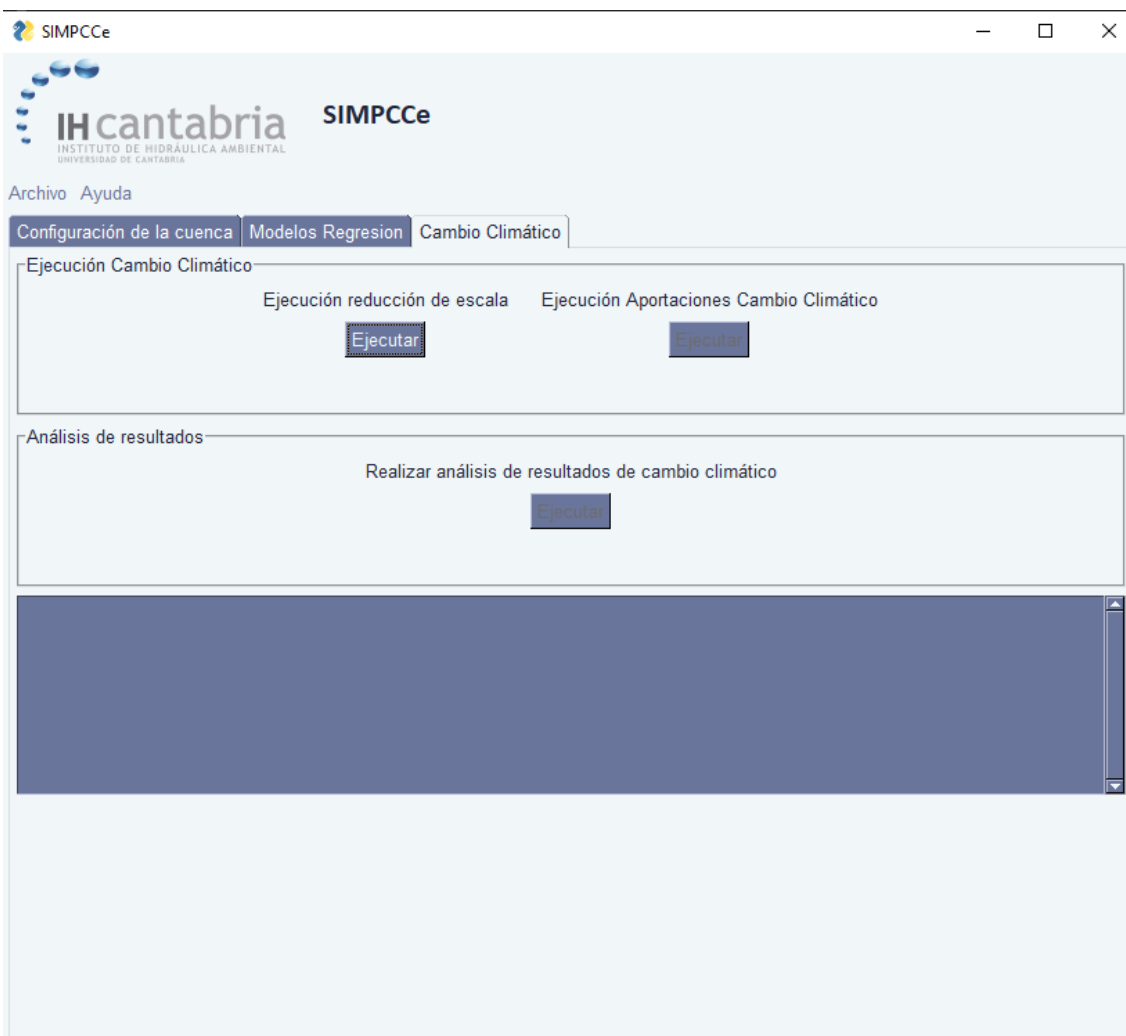 SIMPCCe
IHcantabria
INSTITUTO DE HIDRÁULICA AMBIENTAL
UNIVERSIDAD DE CANTABRIA
SIMPCCe
Archivo Ayuda
Configuración de la cuenca Modelos Regresion Cambio Climático
Ejecución Cambio Climático
Ejecución reducción de escala Ejecución Aportaciones Cambio Climático
Ejecutar Ejecutar
Análisis de resultados
Realizar análisis de resultados de cambio climático
Ejecutar